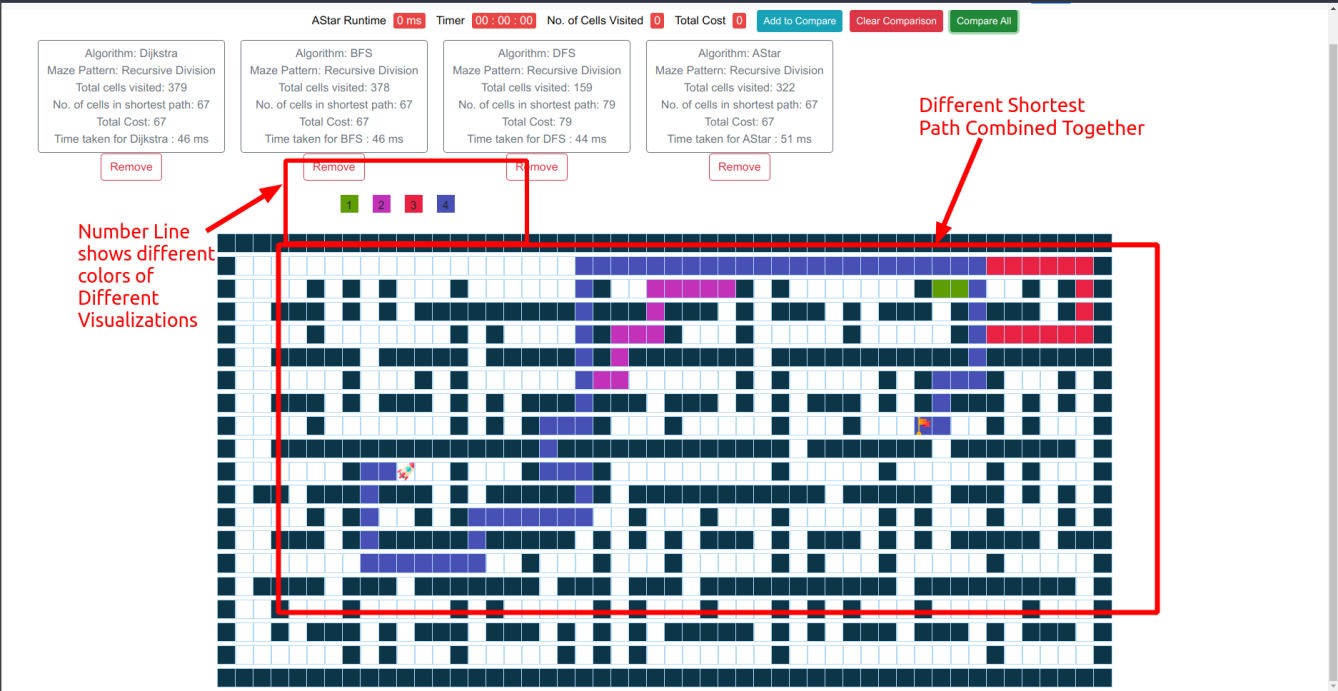 AStar Runtime 0 ms Timer 00 : 00 : 00 No. of Cells Visited 0 Total Cost 0 Add to Compare Clear Comparison Compare All
Algorithm: Dijkstra
Maze Pattern: Recursive Division
Total cells visited: 379
No. of cells in shortest path: 67
Total Cost: 67
Time taken for Dijkstra : 46 ms
Remove
Algorithm: BFS
Maze Pattern: Recursive Division
Total cells visited: 378
No. of cells in shortest path: 67
Total Cost: 67
Time taken for BFS : 46 ms
Remove
Algorithm: DFS
Maze Pattern: Recursive Division
Total cells visited: 159
No. of cells in shortest path: 79
Total Cost: 79
Time taken for DFS : 44 ms
Remove
Algorithm: AStar
Maze Pattern: Recursive Division
Total cells visited: 322
No. of cells in shortest path: 67
Total Cost: 67
Time taken for AStar : 51 ms
Remove
Different Shortest
Path Combined Together
1 2 3 4
Number Line
shows different
colors of
Different
Visualizations